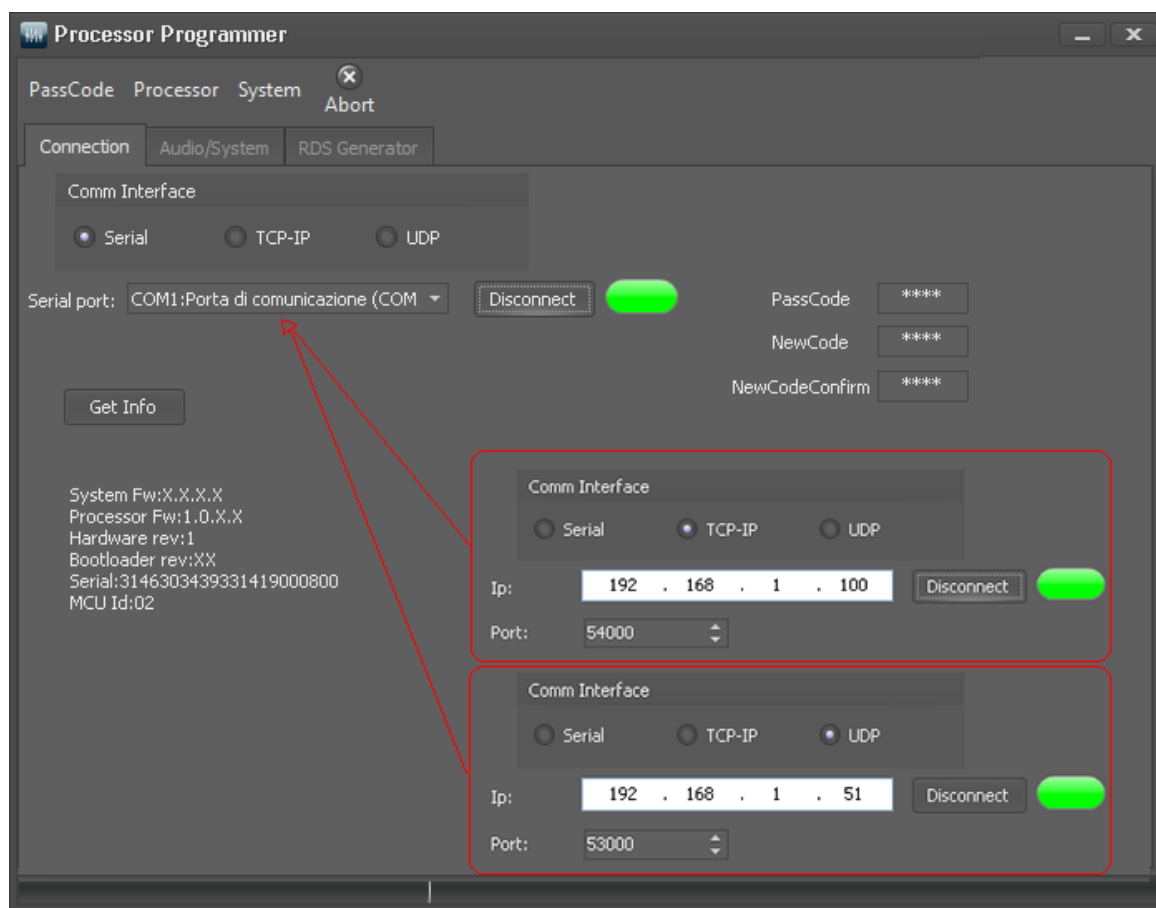 Processor Programmer
PassCode Processor System Abort
Connection Audio/System RDS Generator
Comm Interface
Serial TCP-IP UDP
Serial port: COM1:Porta di comunicazione (COM Disconnect
PassCode ****
NewCode ****
NewCodeConfirm ****
Get Info
System Fw:X.X.X.X
Processor Fw:1.0.X.X
Hardware rev:1
Bootloader rev:XX
Serial:3146303439331419000800
MCU Id:02
Comm Interface
Serial TCP-IP UDP
Ip: 192 . 168 . 1 . 100 Disconnect
Port: 54000
Comm Interface
Serial TCP-IP UDP
Ip: 192 . 168 . 1 . 51 Disconnect
Port: 53000